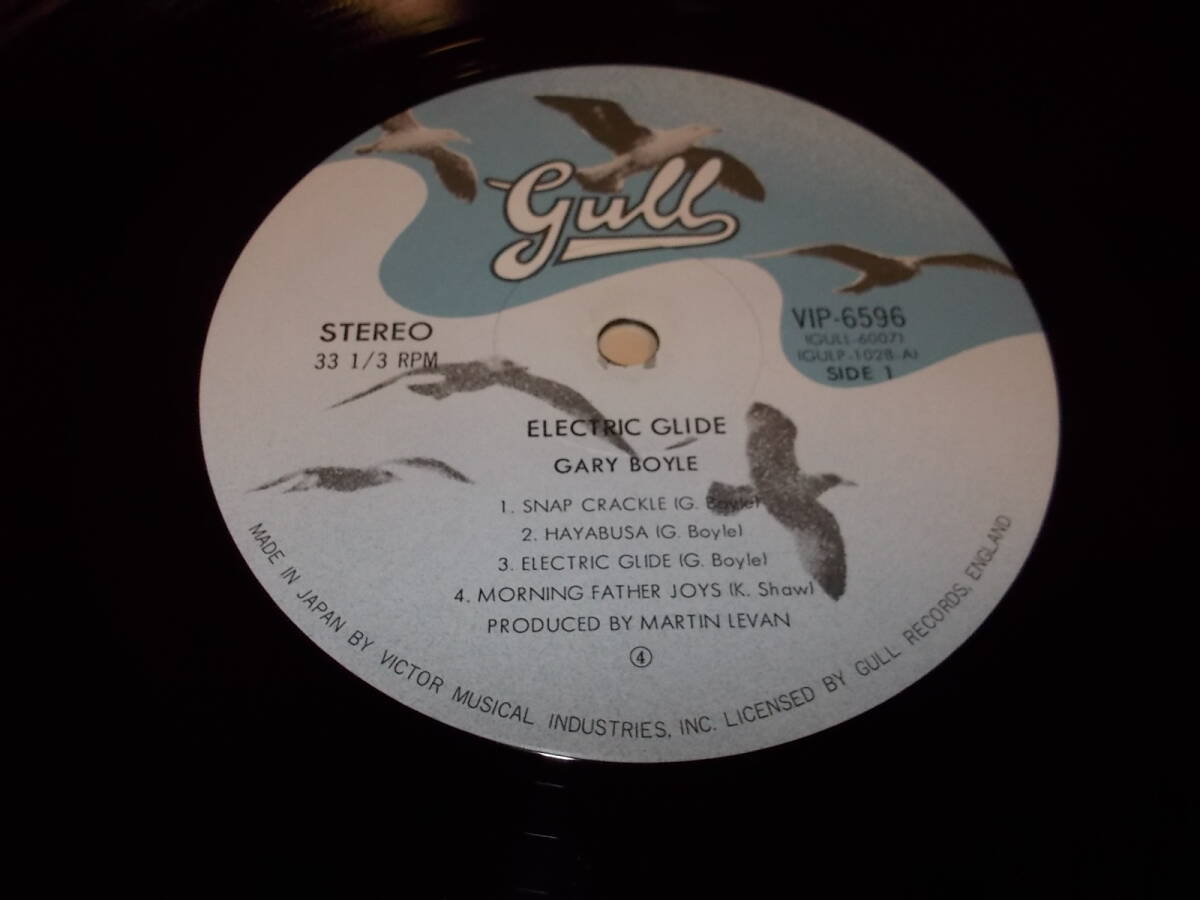 Gull
STEREO
33 1/3 RPM
VIP-6596
(GULL-6007)
(GULP-1028-A)
SIDE 1
ELECTRIC GLIDE
GARY BOYLE
1. SNAP CRACKLE (G. Boyle)
2. HAYABUSA (G. Boyle)
3. ELECTRIC GLIDE (G. Boyle)
4. MORNING FATHER JOYS (K. Shaw)
PRODUCED BY MARTIN LEVAN
④
MADE IN JAPAN BY VICTOR MUSICAL INDUSTRIES, INC. LICENSED BY GULL RECORDS, ENGLAND